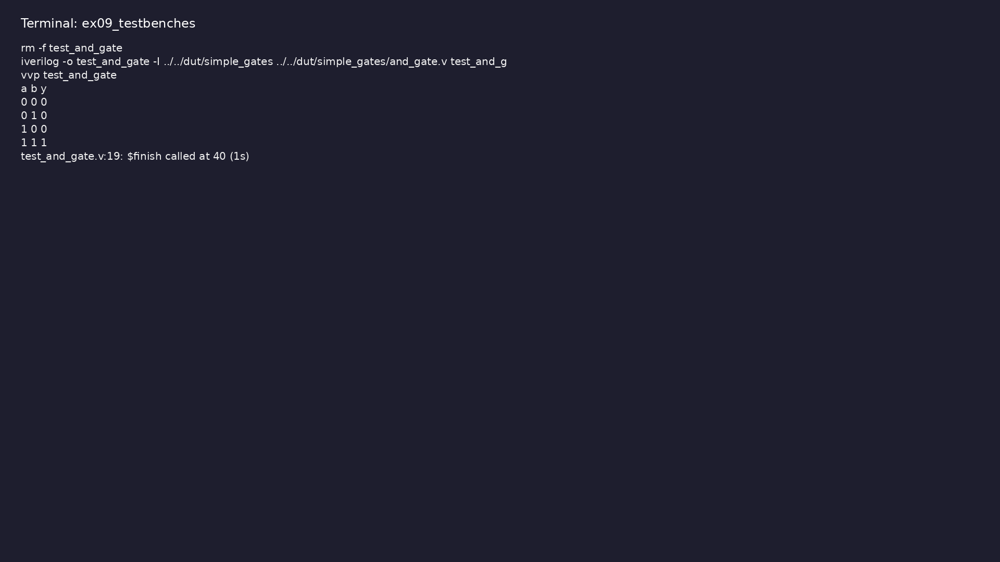 Terminal: ex09_testbenches
rm -f test_and_gate
iverilog -o test_and_gate -I ../../dut/simple_gates ../../dut/simple_gates/and_gate.v test_and_g
vvp test_and_gate
a b y
0 0 0
0 1 0
1 0 0
1 1 1
test_and_gate.v:19: $finish called at 40 (1s)